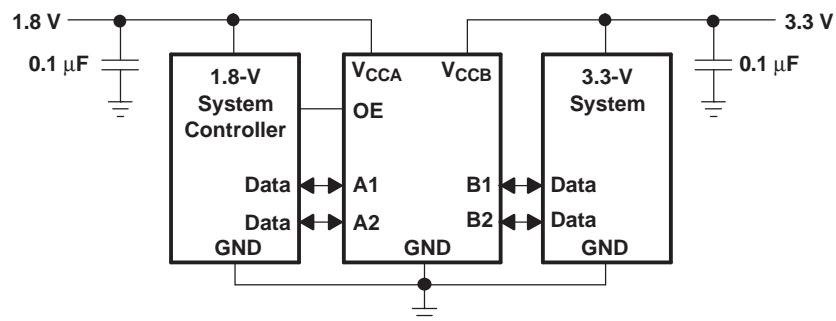 1.8 V
3.3 V
0.1 μF
0.1 μF
1.8-V
System
Controller
VCCA
VCCB
3.3-V
System
OE
Data
A1
B1
Data
Data
A2
B2
Data
GND
GND
GND